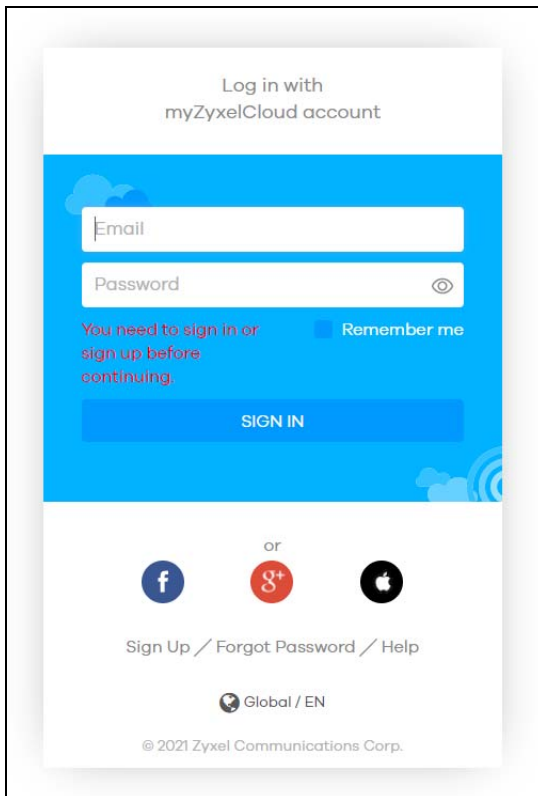 Log in with
myZyxelCloud account
Email
Password
You need to sign in or
sign up before
continuing.
Remember me
SIGN IN
or
f
g+
Sign Up / Forgot Password / Help
Global / EN
© 2021 Zyxel Communications Corp.